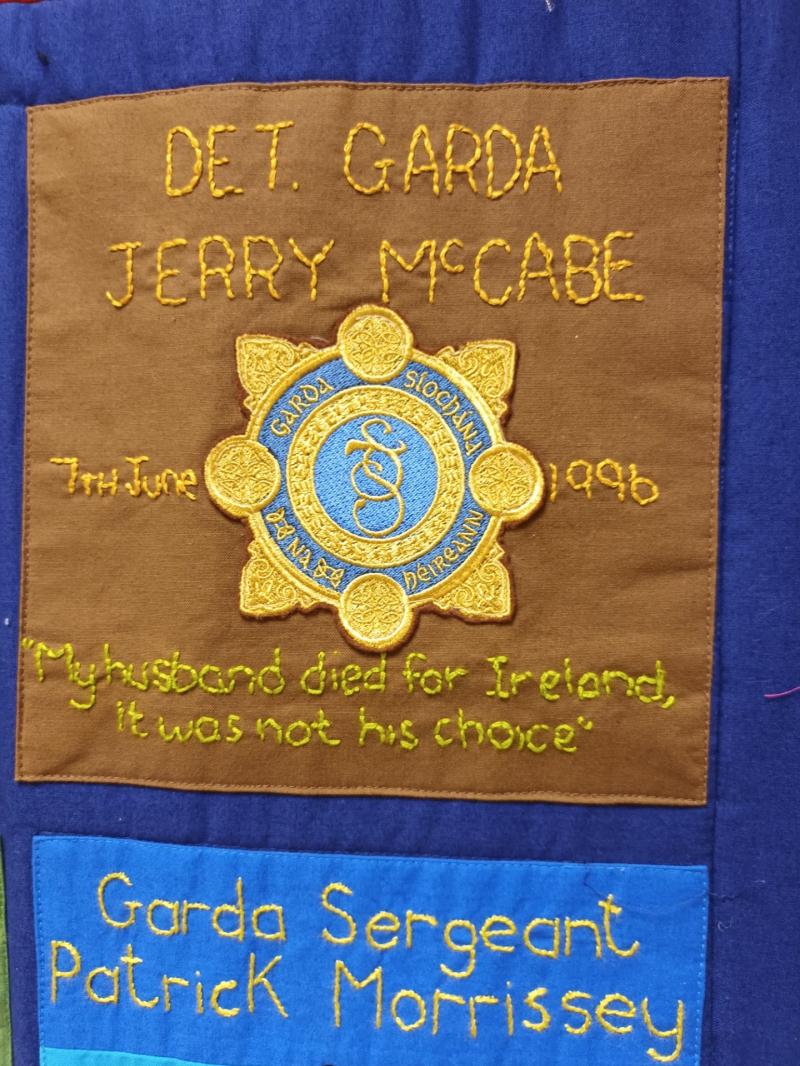 DET. GARDA
JERRY McCABE
GARDA SÍOCHÁNA
NA HÉIREANN
7TH June 1996
"My husband died for Ireland,
it was not his choice"
Garda Sergeant
Patrick Morrissey